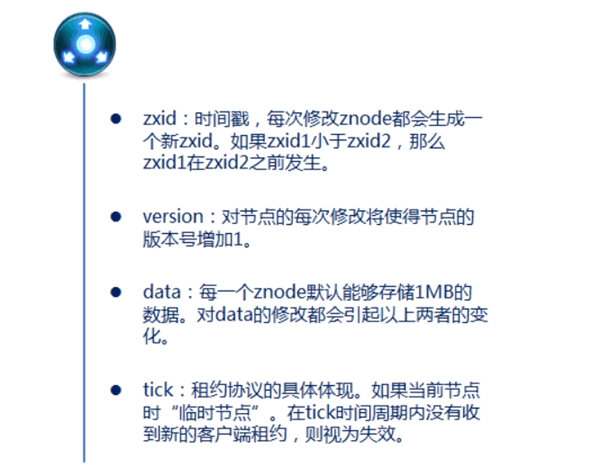 zxid：时间戳，每次修改znode都会生成一
个新zxid。如果zxid1小于zxid2，那么
zxid1在zxid2之前发生。
version：对节点的每次修改将使得节点的
版本号增加1。
data：每一个znode默认能够存储1MB的
数据。对data的修改都会引起以上两者的变
化。
tick：租约协议的具体体现。如果当前节点
时“临时节点”。在tick时间周期内没有收
到新的客户端租约，则视为失效。